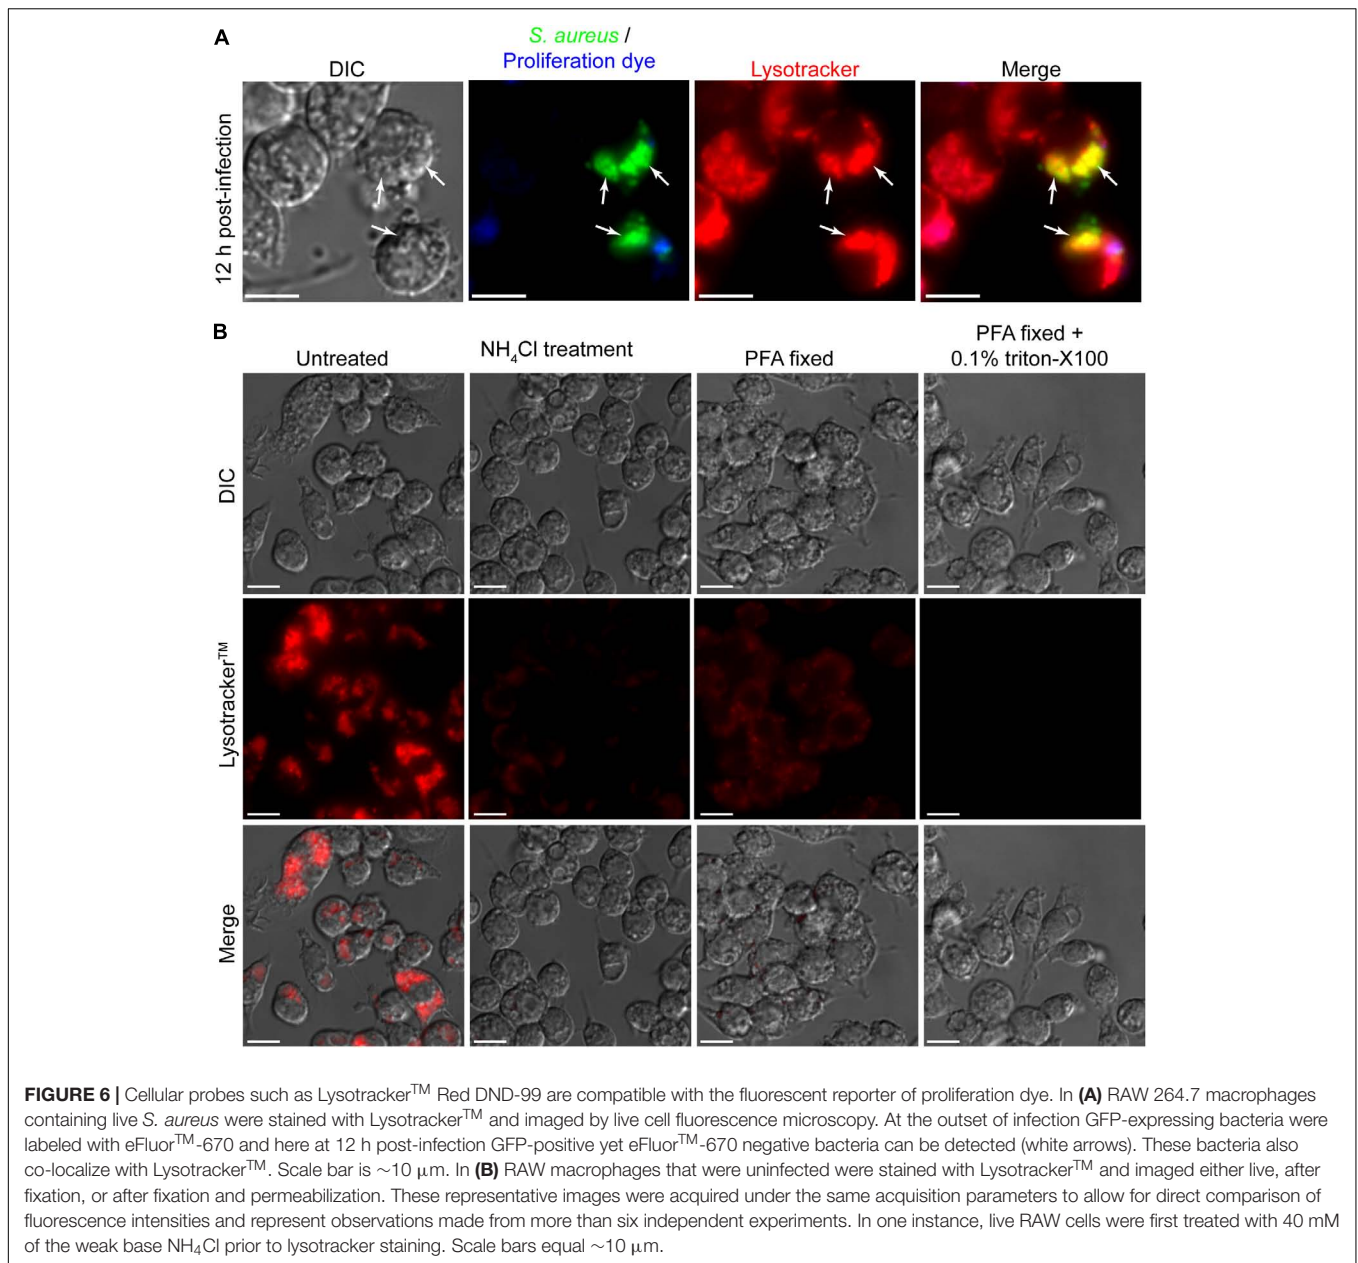 A
S. aureus /
Proliferation dye
DIC
Lysotracker
Merge
12 h post-infection
B
Untreated
NH4Cl treatment
PFA fixed
PFA fixed +
0.1% triton-X100
DIC
Lysotracker™
Merge
FIGURE 6 | Cellular probes such as Lysotracker™ Red DND-99 are compatible with the fluorescent reporter of proliferation dye. In (A) RAW 264.7 macrophages
containing live S. aureus were stained with Lysotracker™ and imaged by live cell fluorescence microscopy. At the outset of infection GFP-expressing bacteria were
labeled with eFluor™-670 and here at 12 h post-infection GFP-positive yet eFluor™-670 negative bacteria can be detected (white arrows). These bacteria also
co-localize with Lysotracker™. Scale bar is ∼10 μm. In (B) RAW macrophages that were uninfected were stained with Lysotracker™ and imaged either live, after
fixation, or after fixation and permeabilization. These representative images were acquired under the same acquisition parameters to allow for direct comparison of
fluorescence intensities and represent observations made from more than six independent experiments. In one instance, live RAW cells were first treated with 40 mM
of the weak base NH4Cl prior to lysotracker staining. Scale bars equal ∼10 μm.